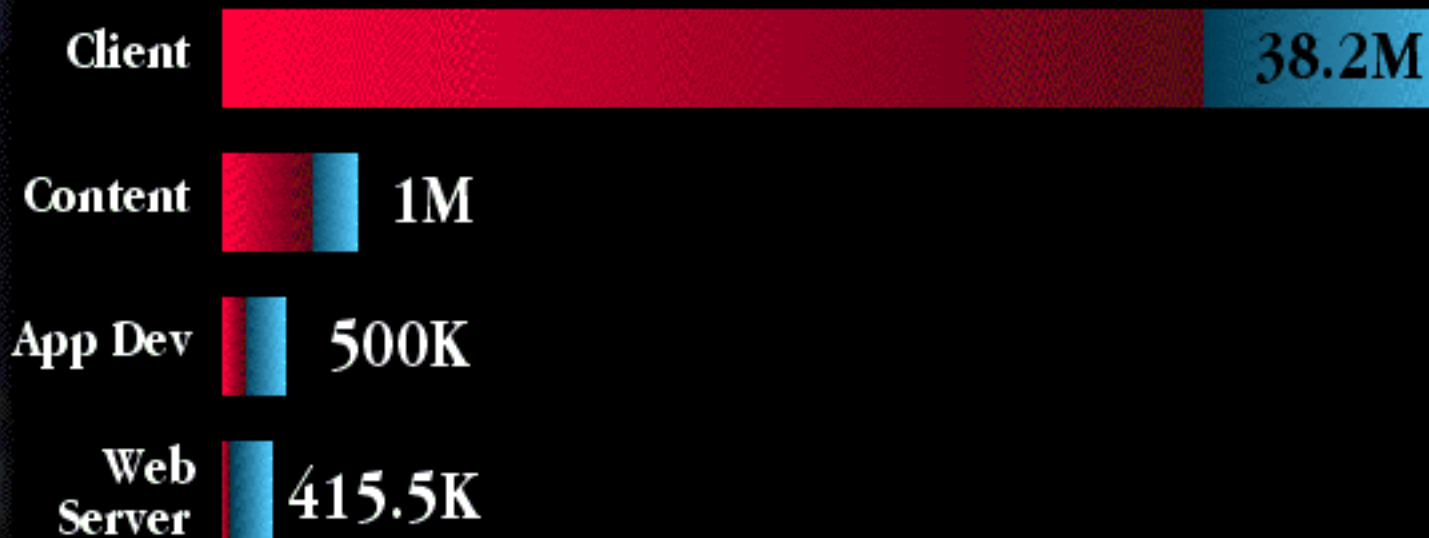 Client 38.2M
Content 1M
App Dev 500K
Web
Server 415.5K